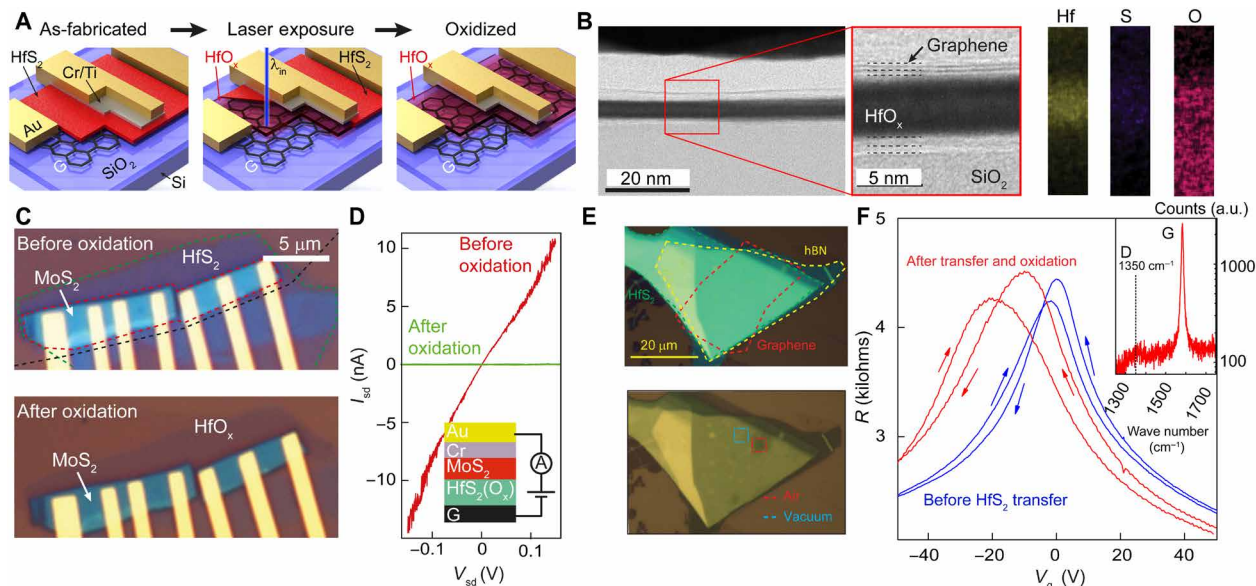 A
As-fabricated
Laser exposure
Oxidized
HfS₂
Cr/Ti
Au
G
SiO₂
Si
HfOₓ
λin
HfS₂
G
HfOₓ
G
B
20 nm
Graphene
HfOₓ
5 nm
SiO₂
Hf
S
O
C
Before oxidation
5 μm
HfS₂
MoS₂
After oxidation
HfOₓ
MoS₂
D
10
5
0
−5
−10
Isd (nA)
Before
oxidation
After
oxidation
Au
Cr
MoS₂
HfS₂(Oₓ)
G
A
−0.1
0
0.1
Vsd (V)
E
hBN
HfS₂
20 μm
Graphene
Air
Vacuum
F
5
4
3
R (kilohms)
After transfer and oxidation
Before HfS₂ transfer
−40
−20
0
20
40
Counts (a.u.)
G
D
1350 cm⁻¹
1000
100
1300
1500
1700
Wave number
(cm⁻¹)